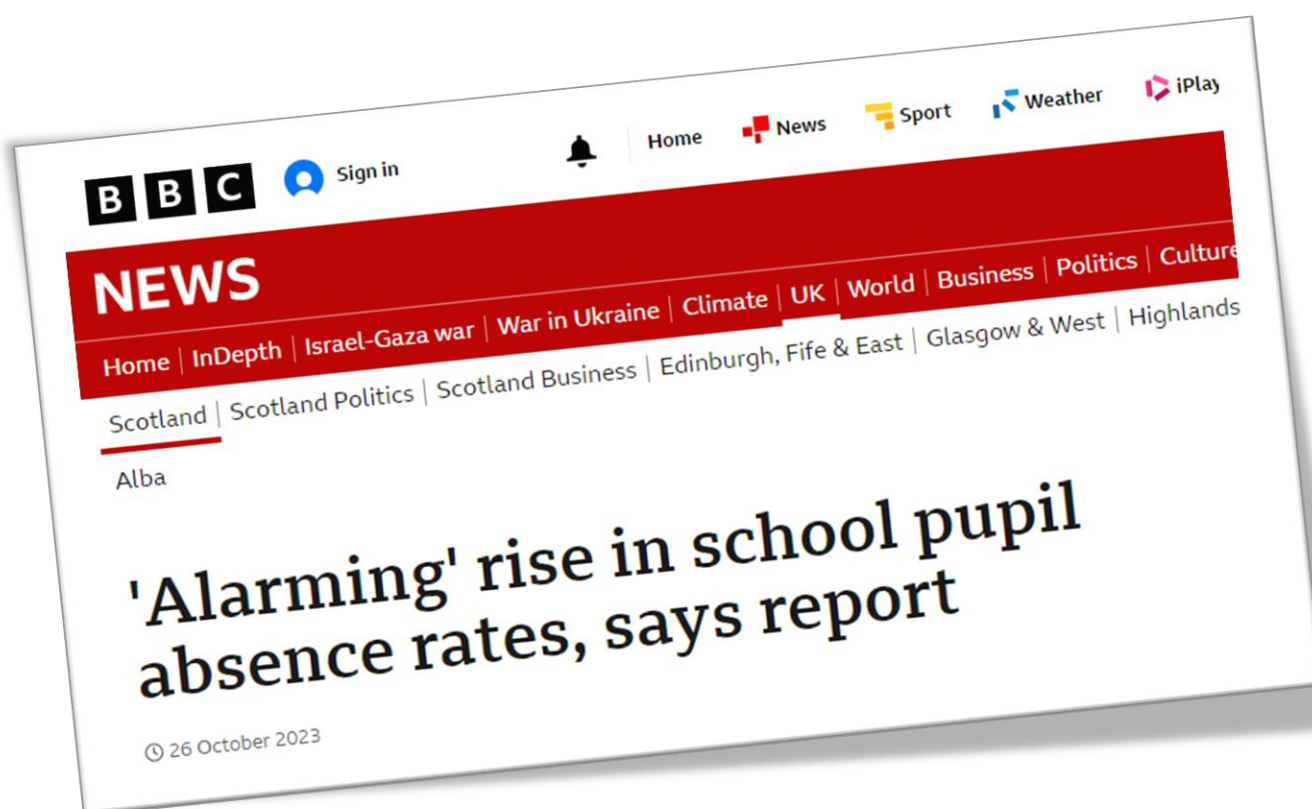 BBC Sign in Home News Sport Weather iPlay
NEWS
Home InDepth Israel-Gaza war War in Ukraine Climate UK World Business Politics Culture
Scotland Scotland Politics Scotland Business Edinburgh, Fife & East Glasgow & West Highlands
Alba
'Alarming' rise in school pupil
absence rates, says report
26 October 2023